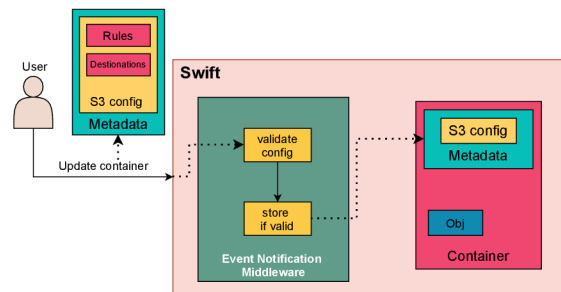 User
Rules
Destionations
S3 config
Metadata
Update container
Swift
validate
config
store
if valid
Event Notification
Middleware
S3 config
Metadata
Obj
Container